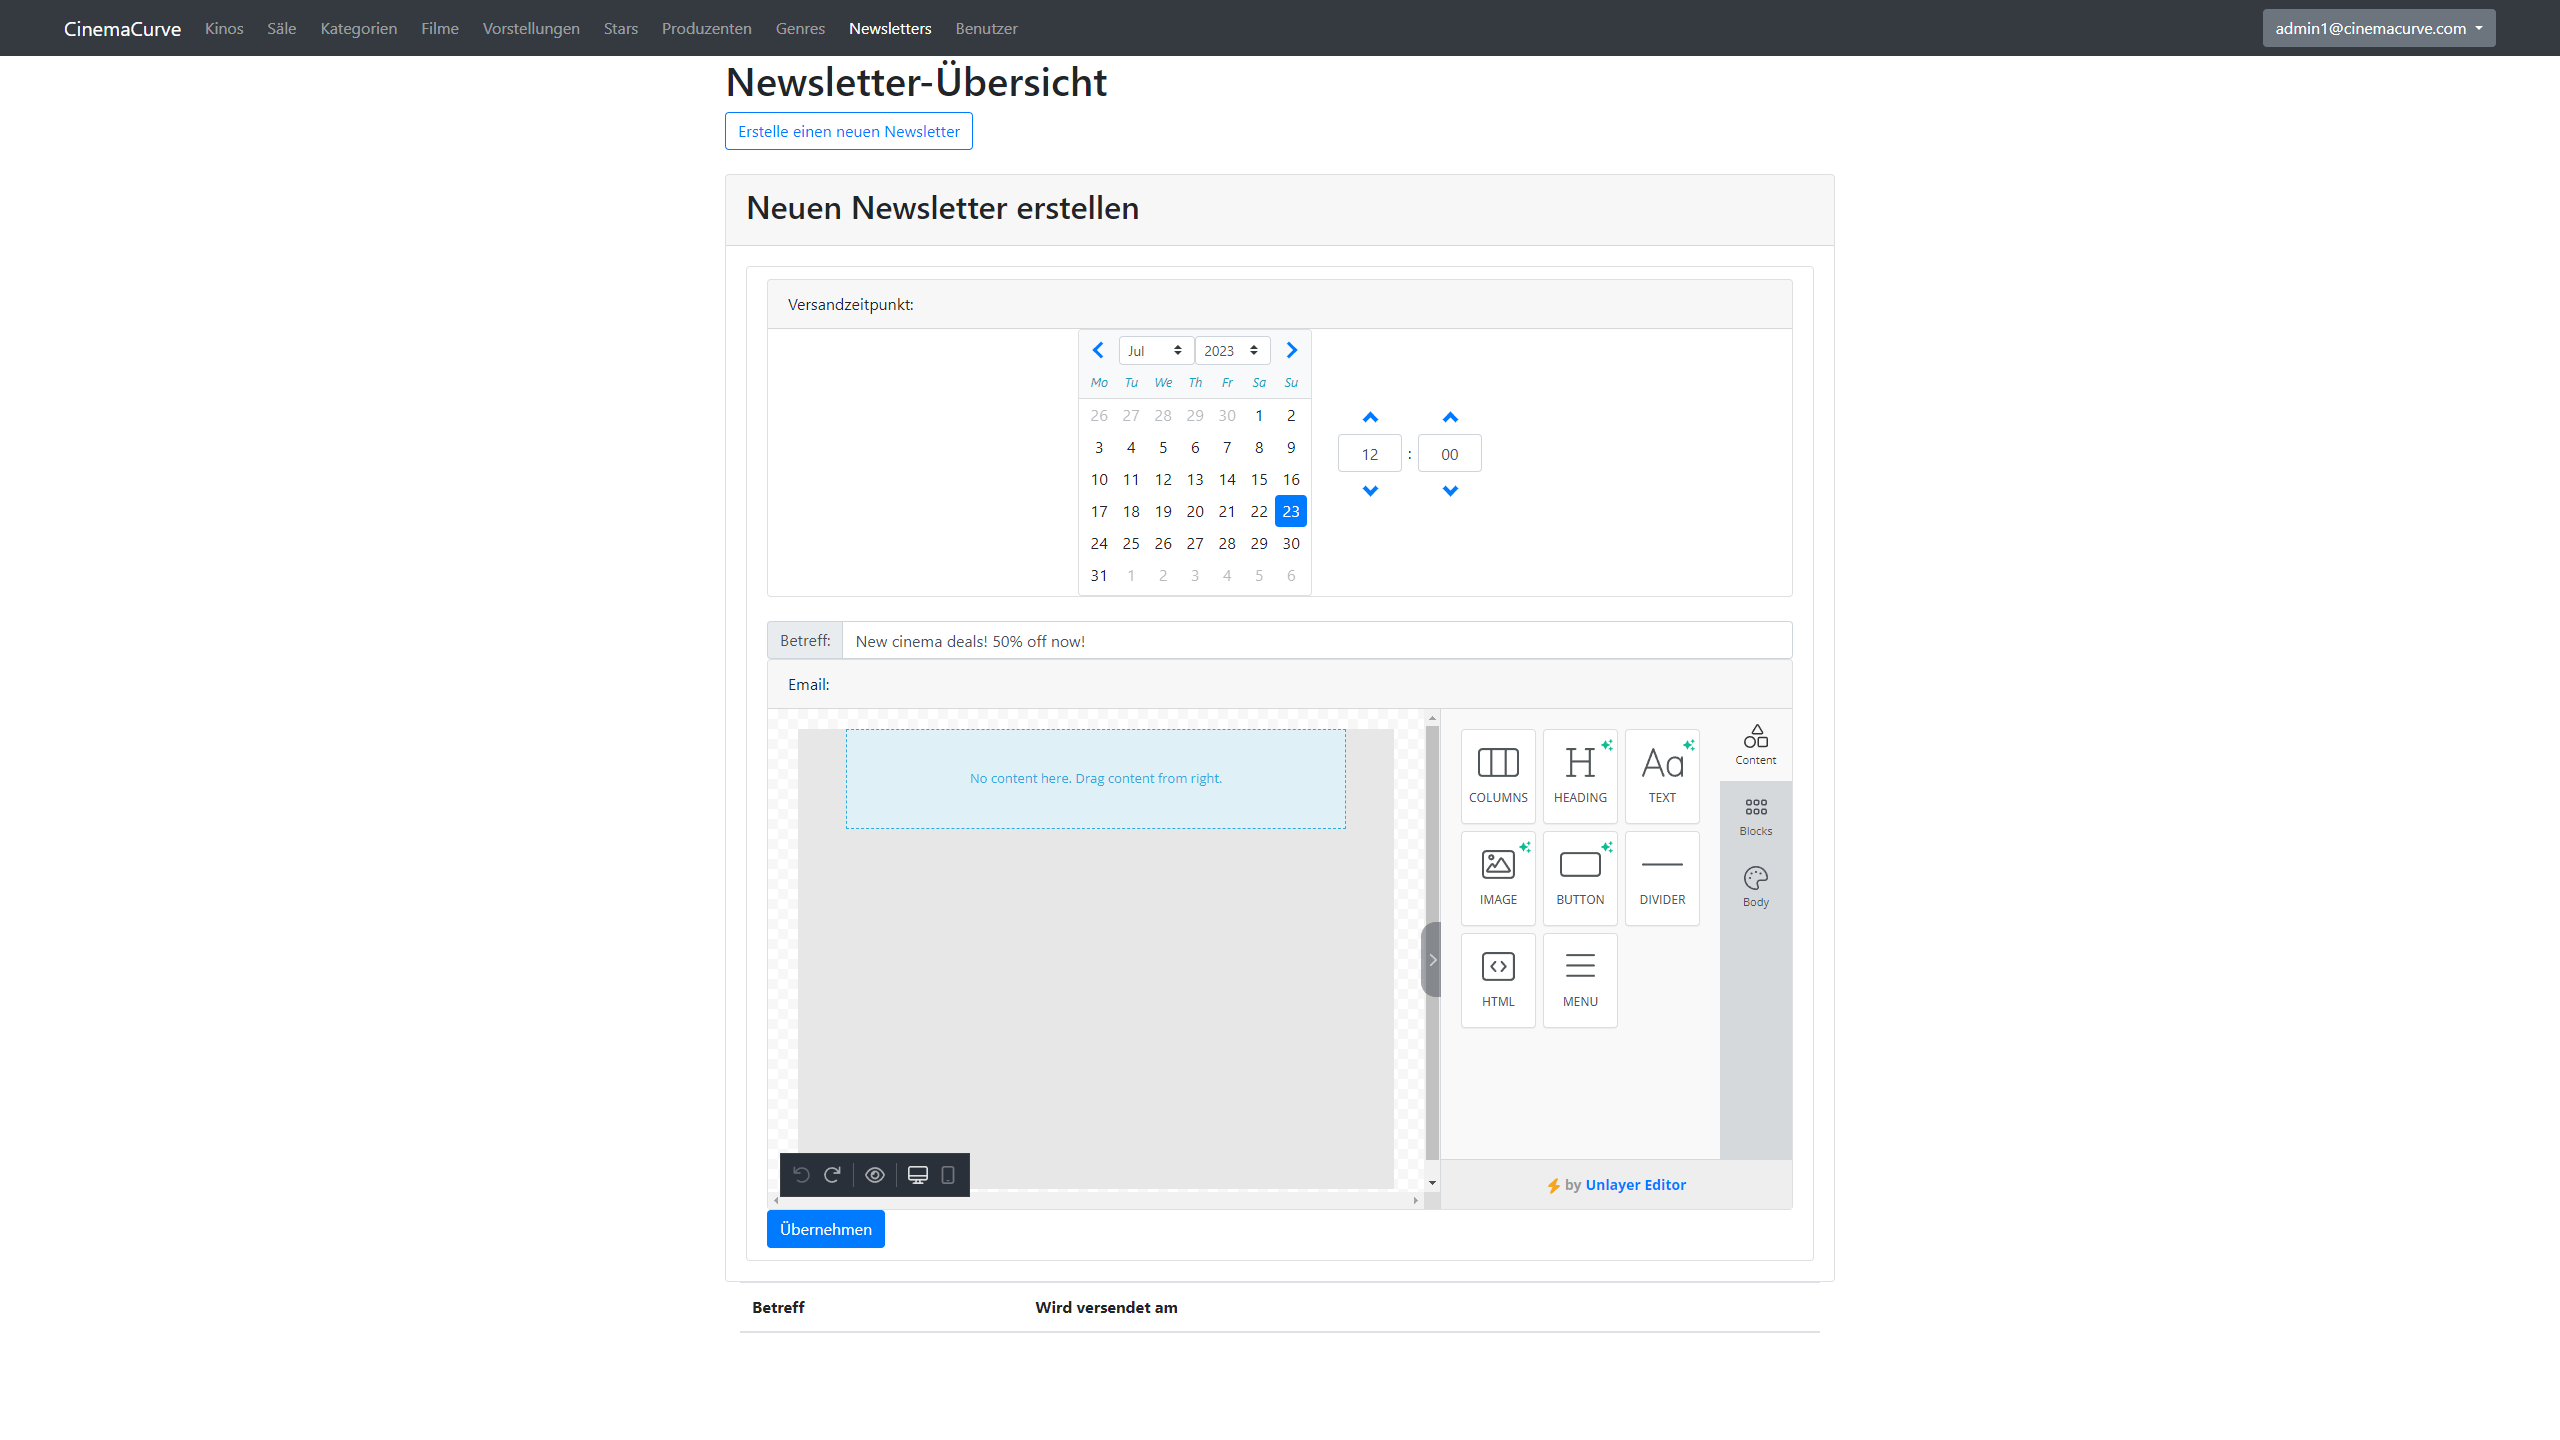 CinemaCurve Kinos Säle Kategorien Filme Vorstellungen Stars Produzenten Genres Newsletters Benutzer admin1@cinemacurve.com
Newsletter-Übersicht
Erstelle einen neuen Newsletter
Neuen Newsletter erstellen
Versandzeitpunkt:
Jul 2023
Mo Tu We Th Fr Sa Su
26 27 28 29 30 1 2
3 4 5 6 7 8 9
10 11 12 13 14 15 16
17 18 19 20 21 22 23
24 25 26 27 28 29 30
31 1 2 3 4 5 6
12 : 00
Betreff: New cinema deals! 50% off now!
Email:
No content here. Drag content from right.
COLUMNS HEADING TEXT
IMAGE BUTTON DIVIDER
HTML MENU
Content
Blocks
Body
by Unlayer Editor
Übernehmen
Betreff Wird versendet am